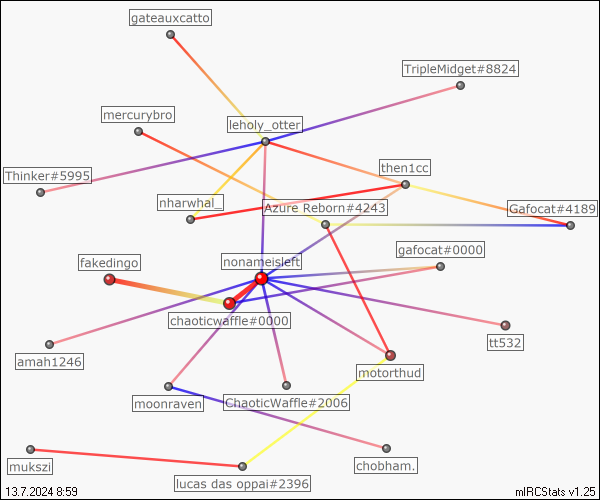 gateauxcatto
TripleMidget#8824
mercurybro
leholy_otter
Thinker#5995
then1cc
nharwhal_
Azure Reborn#4243
Gafocat#4189
gafocat#0000
fakedingo
nonameisleft
chaoticwaffle#0000
tt532
amah1246
motorthud
moonraven
ChaoticWaffle#2006
mukszi
chobham.
lucas das oppai#2396
13.7.2024 8:59
mIRCStats v1.25